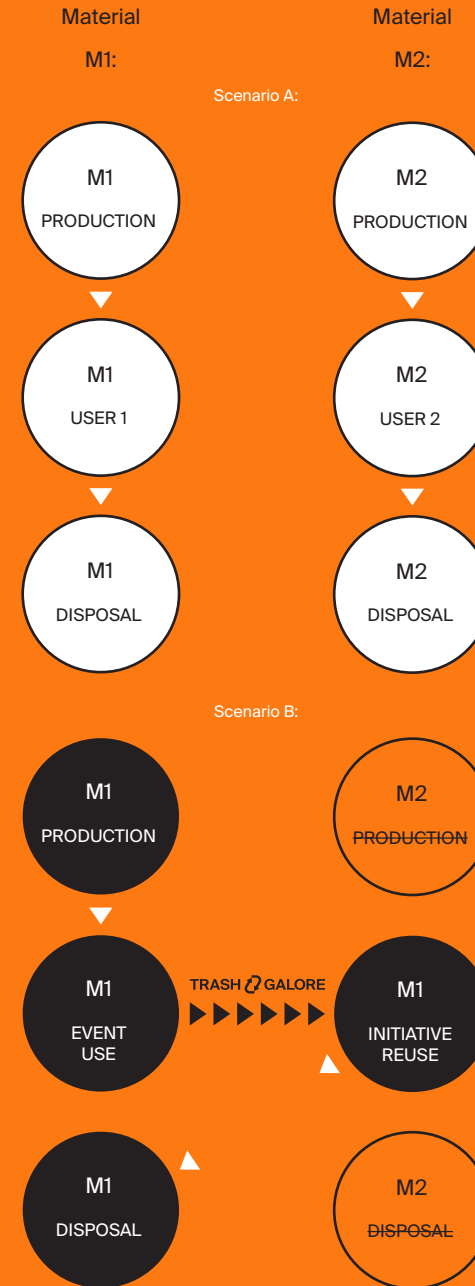 Material
Material
M1:
M2:
Scenario A:
M1
M2
PRODUCTION
PRODUCTION
M1
M2
USER 1
USER 2
M1
M2
DISPOSAL
DISPOSAL
Scenario B:
M1
M2
PRODUCTION
PRODUCTION
TRASH GALORE
M1
M1
EVENT
USE
INITIATIVE
REUSE
M1
M2
DISPOSAL
DISPOSAL